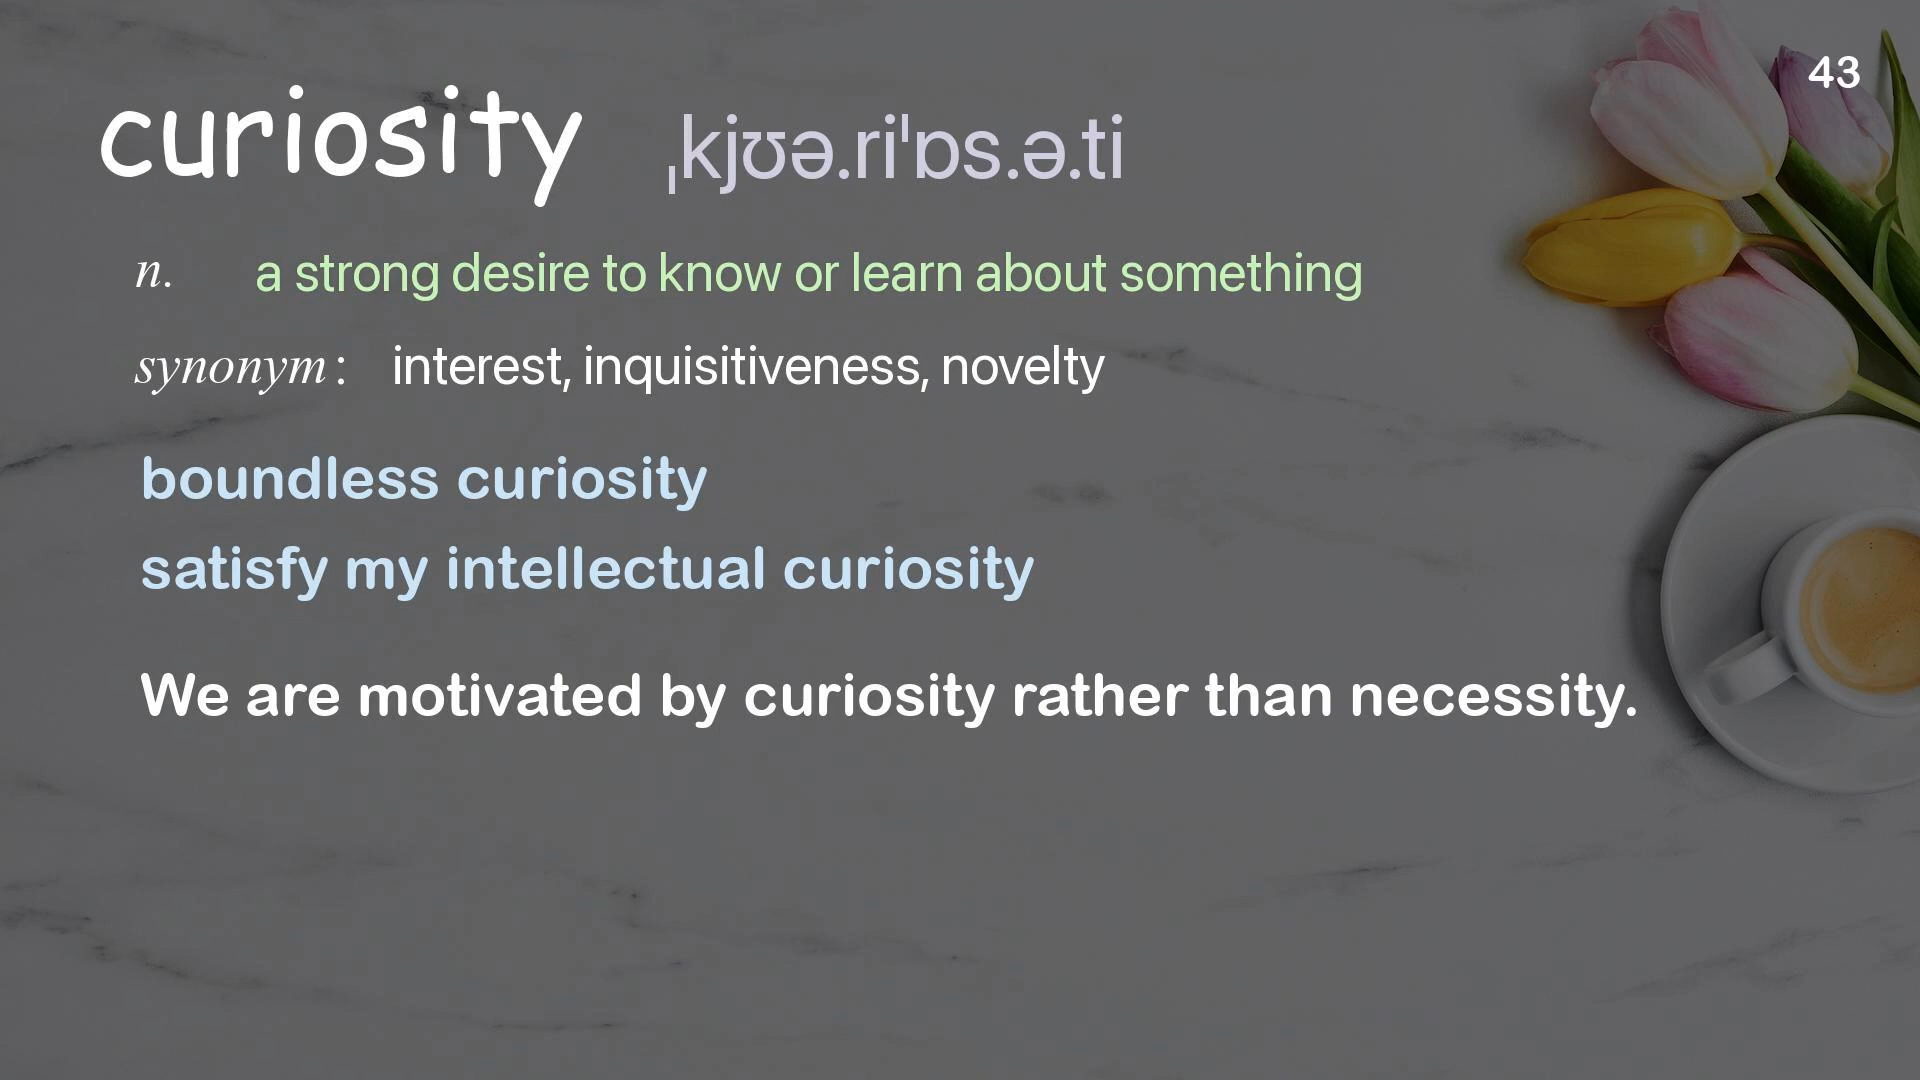 43
curiosity ˌkjʊə.riˈɒs.ə.ti
n. a strong desire to know or learn about something
synonym: interest, inquisitiveness, novelty
boundless curiosity
satisfy my intellectual curiosity
We are motivated by curiosity rather than necessity.